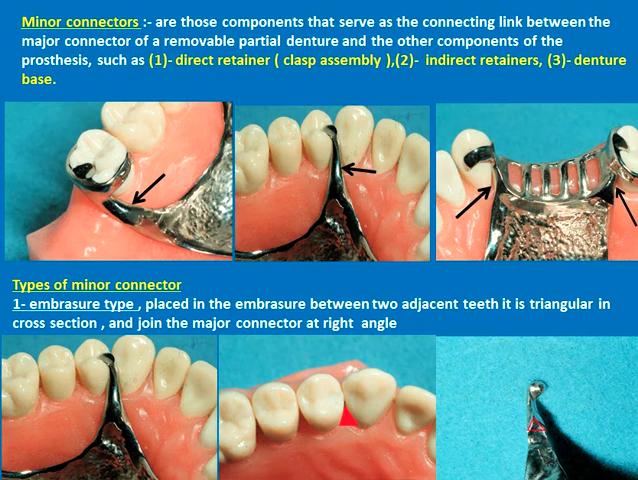 Minor connectors :- are those components that serve as the connecting link between the
major connector of a removable partial denture and the other components of the
prosthesis, such as (1)- direct retainer ( clasp assembly ),(2)- indirect retainers, (3)- denture
base.
Types of minor connector
1- embrasure type , placed in the embrasure between two adjacent teeth it is triangular in
cross section , and join the major connector at right angle